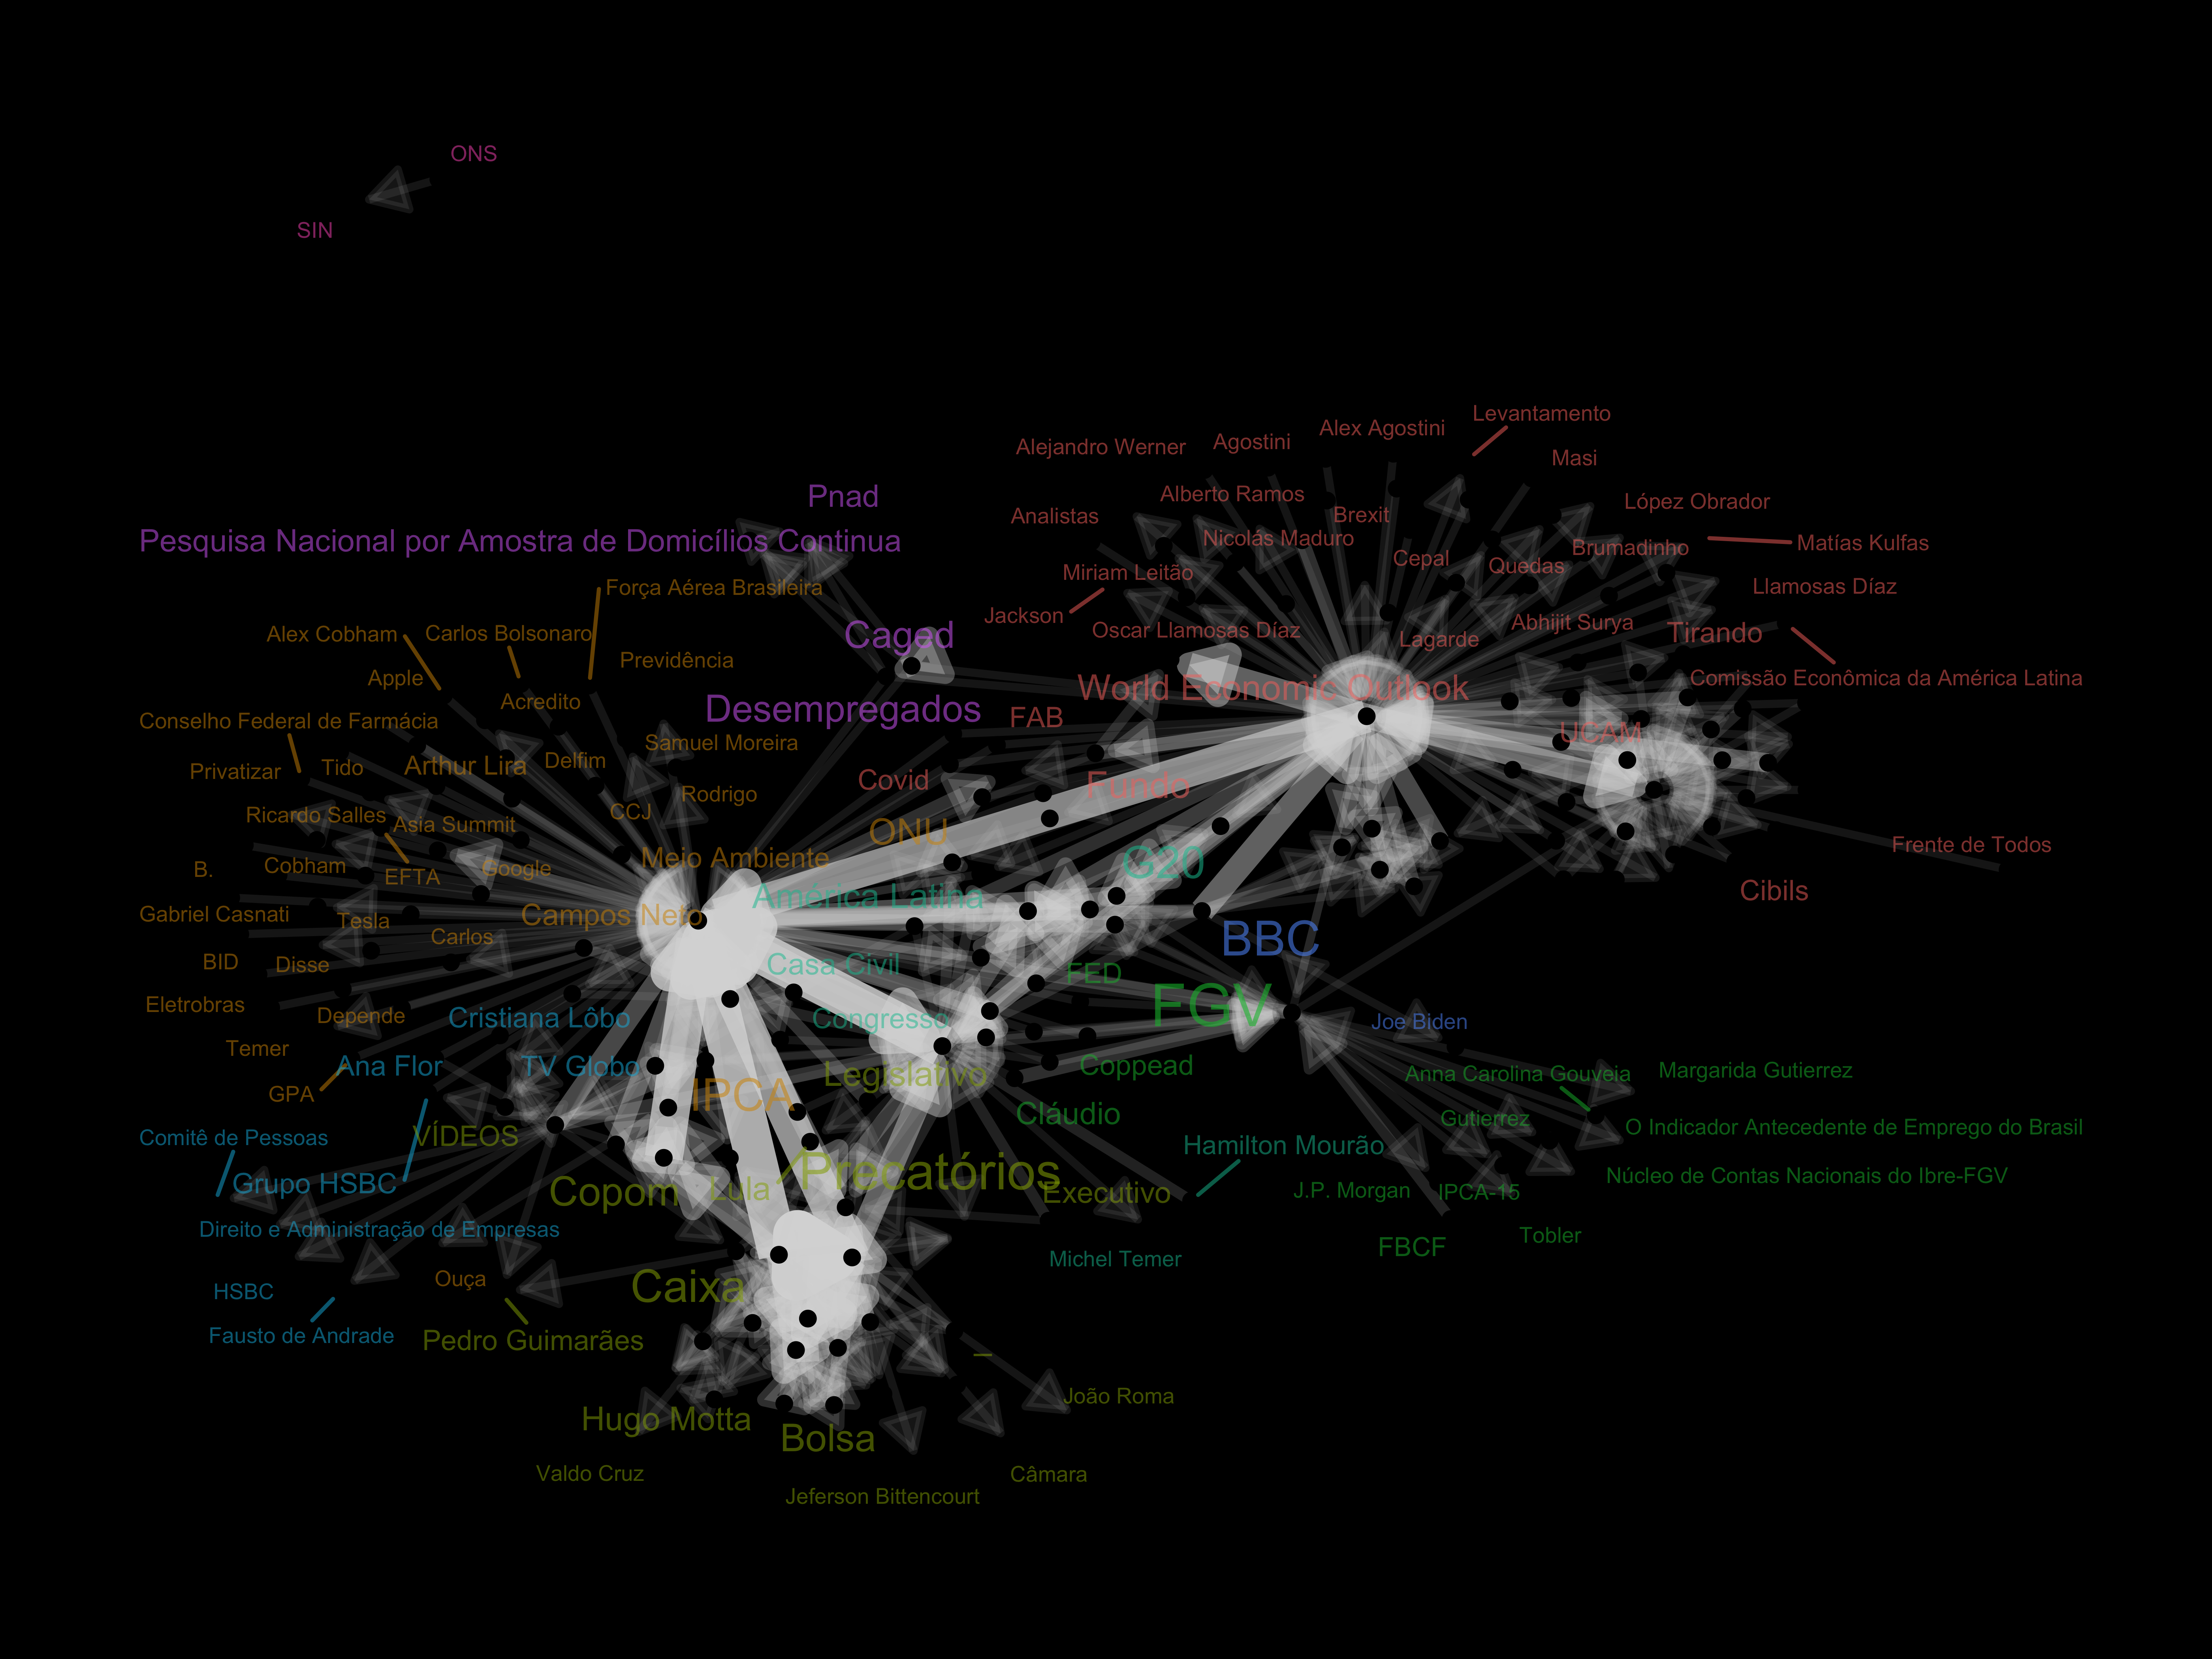 ONS
SIN
Levantamento
Alex Agostini
Agostini
Alejandro Werner
Masi
Pnad
Alberto Ramos
López Obrador
Analistas
Brexit
Nicolás Maduro
Pesquisa Nacional por Amostra de Domicílios Continua
Brumadinho
Matías Kulfas
Cepal
Quedas
Miriam Leitão
Força Aérea Brasileira
Llamosas Díaz
Jackson
Abhijit Surya
Oscar Llamosas Díaz
Alex Cobham
Carlos Bolsonaro
Caged
Lagarde
Tirando
Previdência
Apple
Comissão Econômica da América Latina
World Economic Outlook
Acredito
Desempregados
FAB
Conselho Federal de Farmácia
UCAM
Samuel Moreira
Delfim
Arthur Lira
Tido
Privatizar
Covid
Fundo
Rodrigo
CCJ
Ricardo Salles
Asia Summit
ONU
Frente de Todos
Meio Ambiente
G20
B.
Cobham
EFTA
Google
Cibils
América Latina
Gabriel Casnati
Tesla
Campos Neto
Carlos
BBC
BID
Disse
Casa Civil
FED
Eletrobras
Depende
Cristiana Lôbo
Congresso
FGV
Joe Biden
Temer
Ana Flor
TV Globo
Legislativo
Coppead
Anna Carolina Gouveia
Margarida Gutierrez
GPA
IPCA
Cláudio
Gutierrez
O Indicador Antecedente de Emprego do Brasil
Comitê de Pessoas
VÍDEOS
Hamilton Mourão
Precatórios
Núcleo de Contas Nacionais do Ibre-FGV
Grupo HSBC
Copom
Lula
Executivo
J.P. Morgan
IPCA-15
Direito e Administração de Empresas
Tobler
FBCF
Michel Temer
Ouça
Caixa
HSBC
Fausto de Andrade
Pedro Guimarães
_
João Roma
Hugo Motta
Bolsa
Valdo Cruz
Câmara
Jeferson Bittencourt